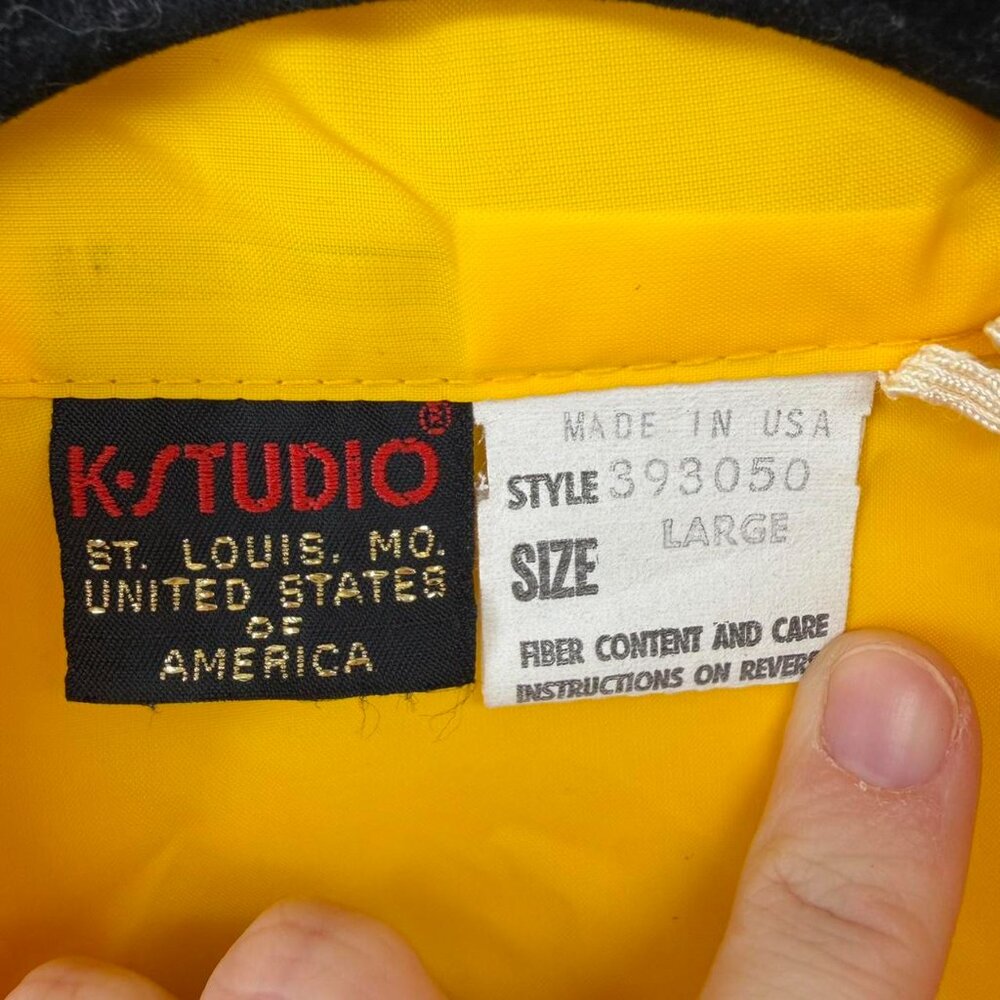 K·STUDIO®
ST. LOUIS. MO.
UNITED STATES
OF
AMERICA
MADE IN USA
STYLE 393050
LARGE
SIZE
FIBER CONTENT AND CARE
INSTRUCTIONS ON REVERS